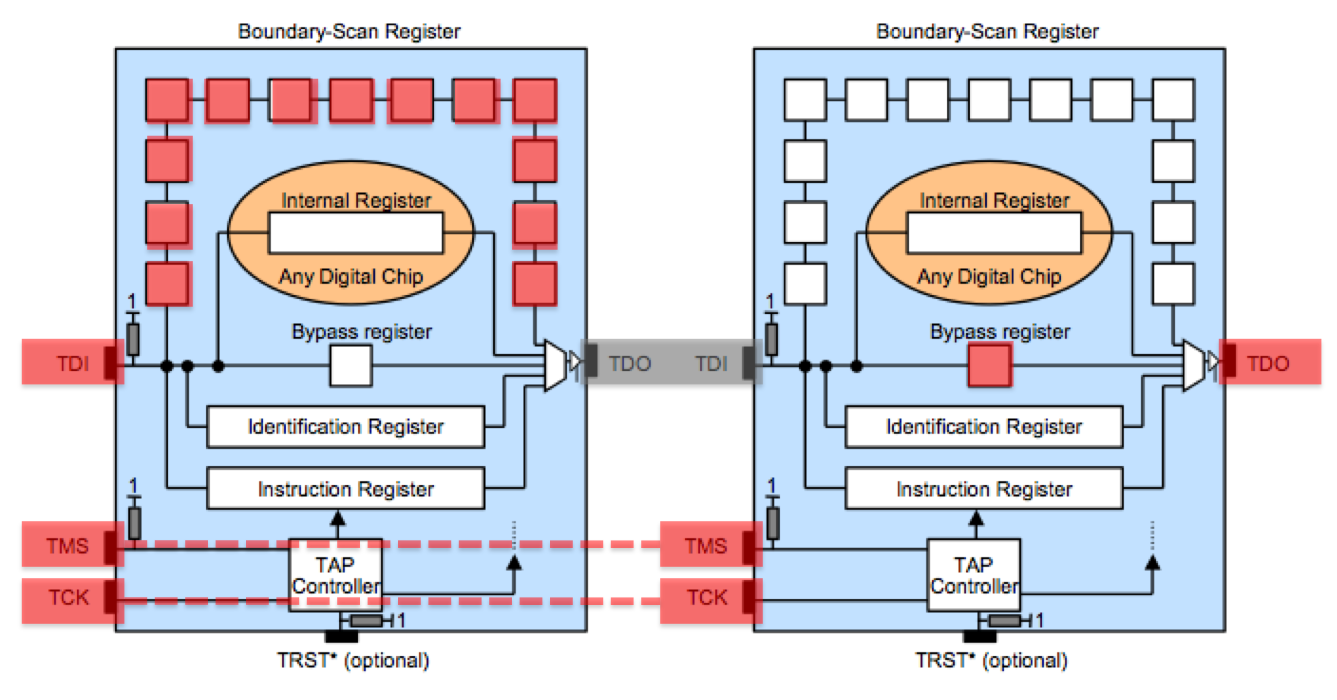 Boundary-Scan Register
Internal Register
Any Digital Chip
1
Bypass register
TDI
TDO
Identification Register
Instruction Register
1
TMS
TAP
Controller
TCK
1
TRST* (optional)
Boundary-Scan Register
Internal Register
Any Digital Chip
1
Bypass register
TDI
TDO
Identification Register
Instruction Register
1
TMS
TAP
Controller
TCK
1
TRST* (optional)